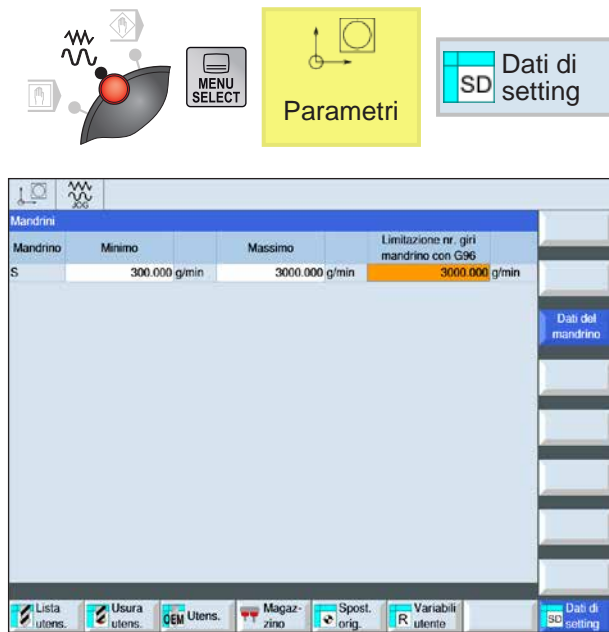 MENU
SELECT
Parametri
SD
Dati di
setting
JOG
Mandrini
Mandrino Minimo Massimo Limitazione nr. giri
mandrino con G96
S 300.000 g/min 3000.000 g/min 3000.000 g/min
Dati del
mandrino
Lista
utens.
Usura
utens.
OEM Utens.
Magaz-
zino
Spost.
orig.
R Variabili
utente
SD Dati di
setting